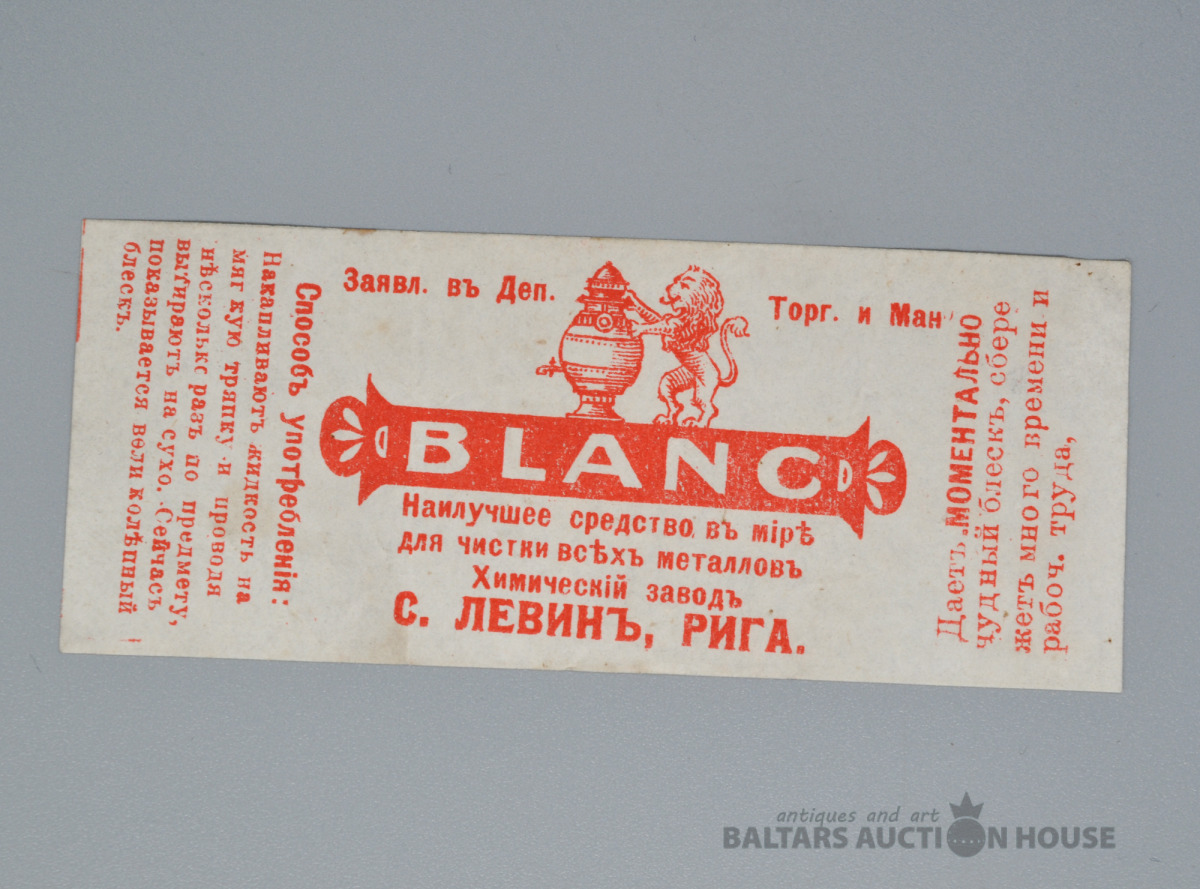 Способъ употребленія:
Накапливаютъ жидкость на
мягкую тряпку и проводя
нѣсколькс разъ по предмету,
вытираютъ на сухо. Сейчасъ
показывается великолѣпный
блескъ.
Заявл. въ Деп.
Торг. и Ман
BLANC
Наилучшее средство въ мірѣ
для чистки всѣхъ металловъ
Химическій заводъ
С. ЛЕВИНЪ, РИГА.
Даетъ „МОМЕНТАЛЬНО
чудный блескъ, сбере
жетъ много времени и
рабоч. труда,
antiques and art
BALTARS AUCTION HOUSE